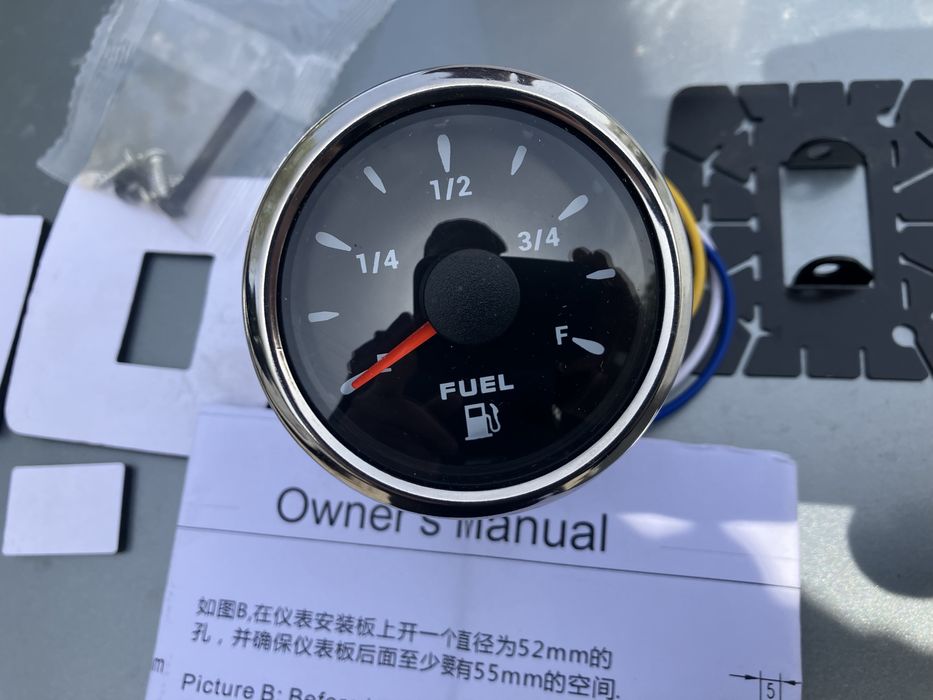 1/2
1/4
3/4
F
E
FUEL
Owner's Manual
如图B,在仪表安装板上开一个直径为52mm的
孔，并确保仪表板后面至少要有55mm的空间.
m
Picture B: Before
5